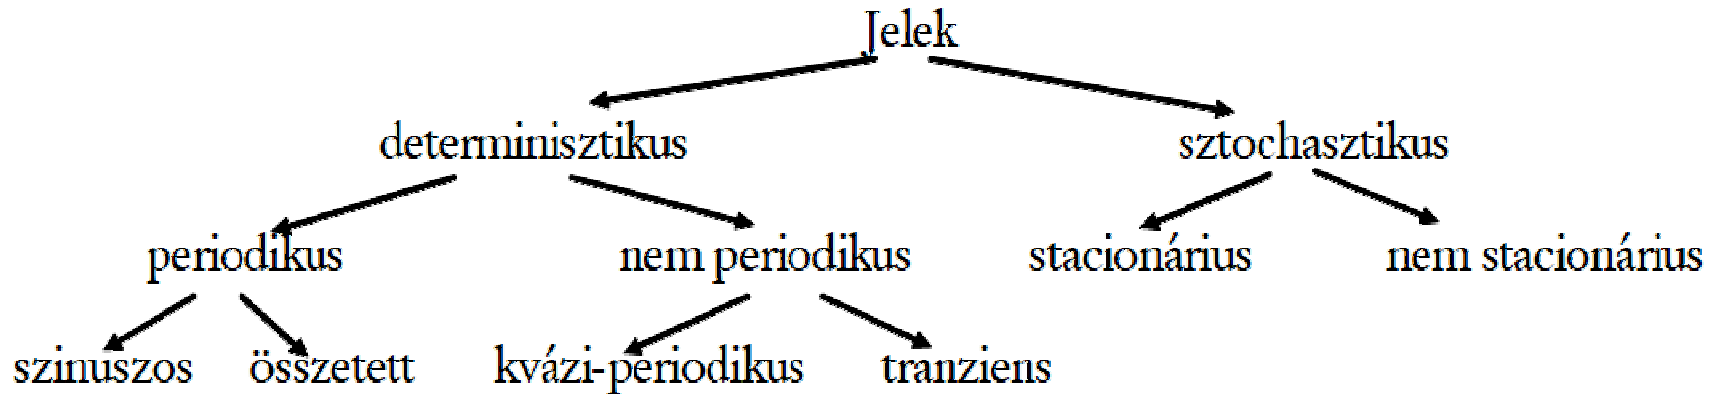 Jelek
determinisztikus sztochasztikus
periodikus nem periodikus stacionárius nem stacionárius
szinuszos összetett kvázi-periodikus tranziens